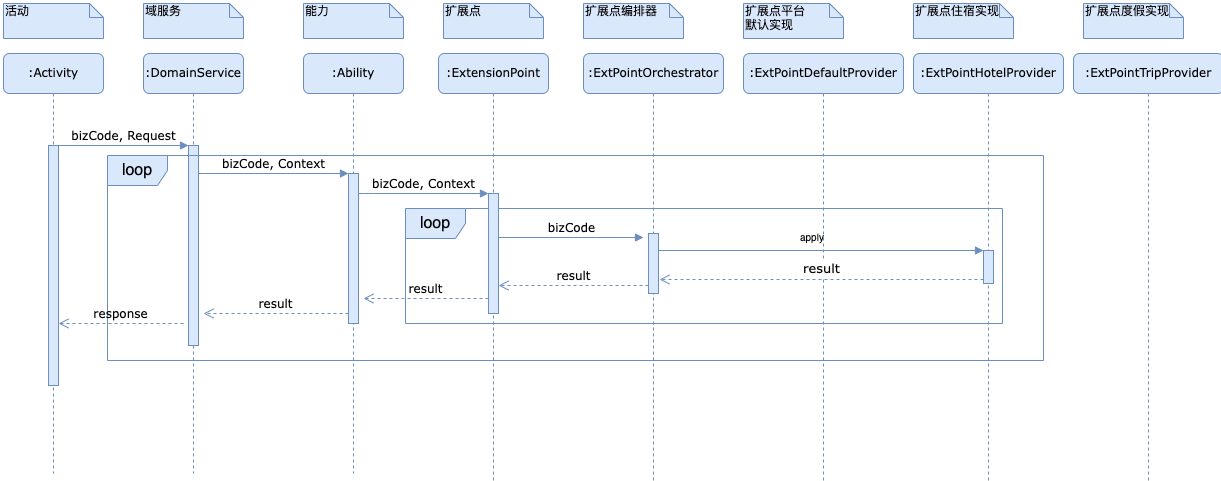 活动
域服务
能力
扩展点
扩展点编排器
扩展点平台
默认实现
扩展点住宿实现
扩展点度假实现
:Activity
:DomainService
:Ability
:ExtensionPoint
:ExtPointOrchestrator
:ExtPointDefaultProvider
:ExtPointHotelProvider
:ExtPointTripProvider
bizCode, Request
loop
bizCode, Context
bizCode, Context
loop
bizCode
apply
result
result
result
result
response